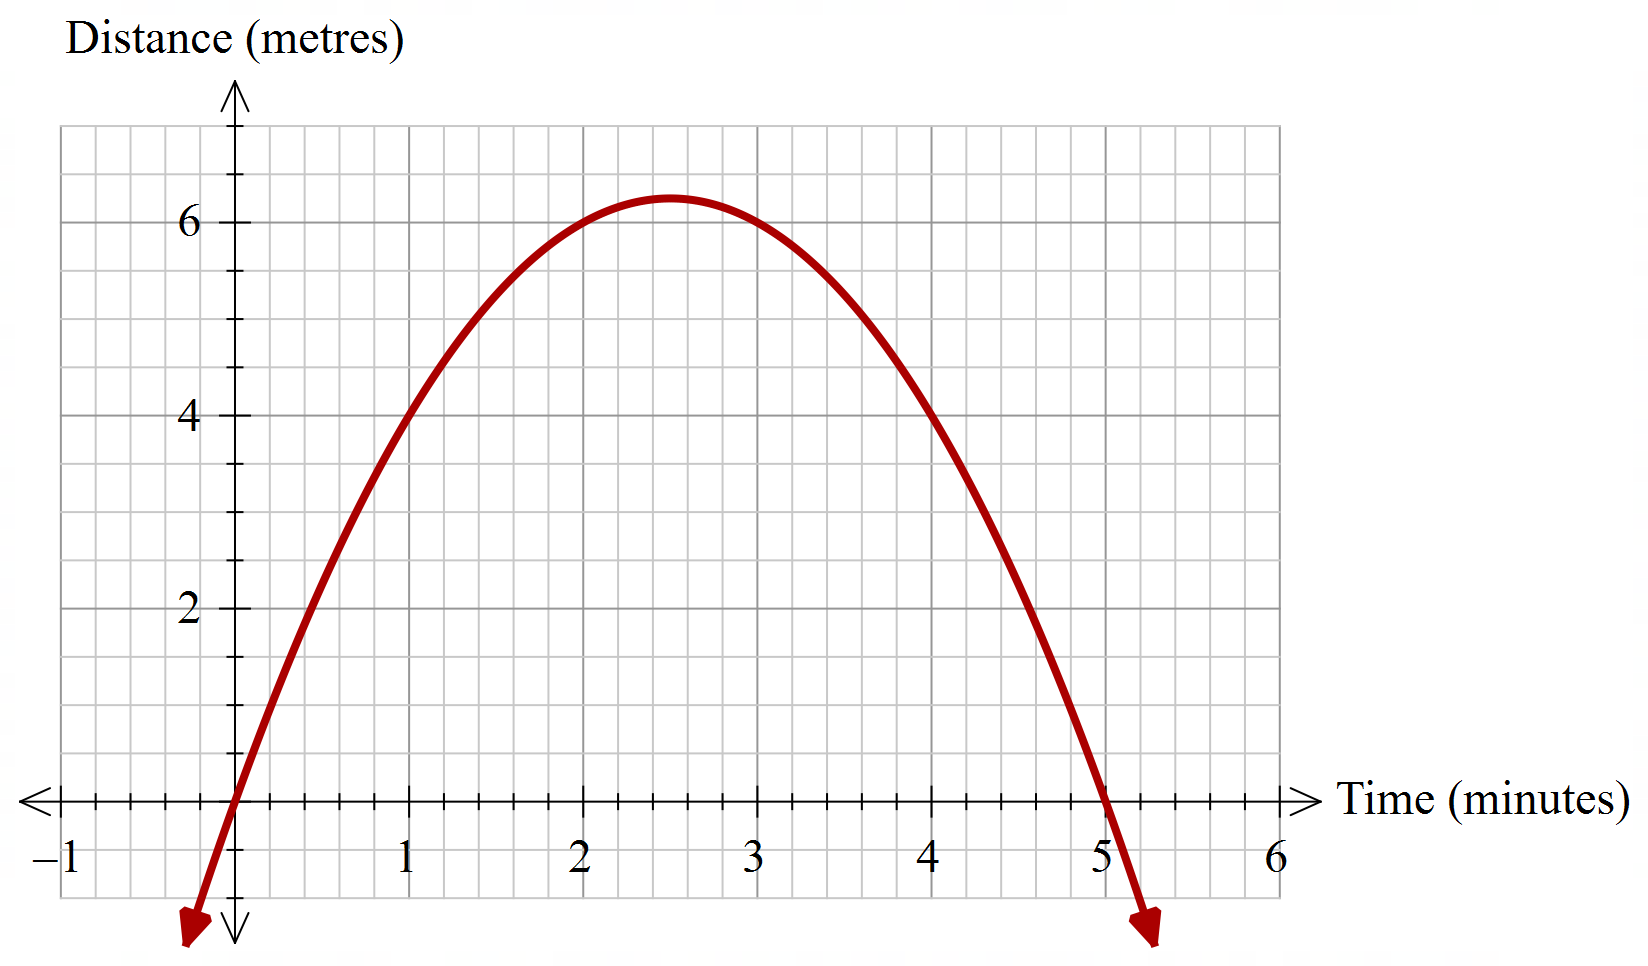 Distance (metres)
6
4
2
Time (minutes)
–1 1 2 3 4 5 6